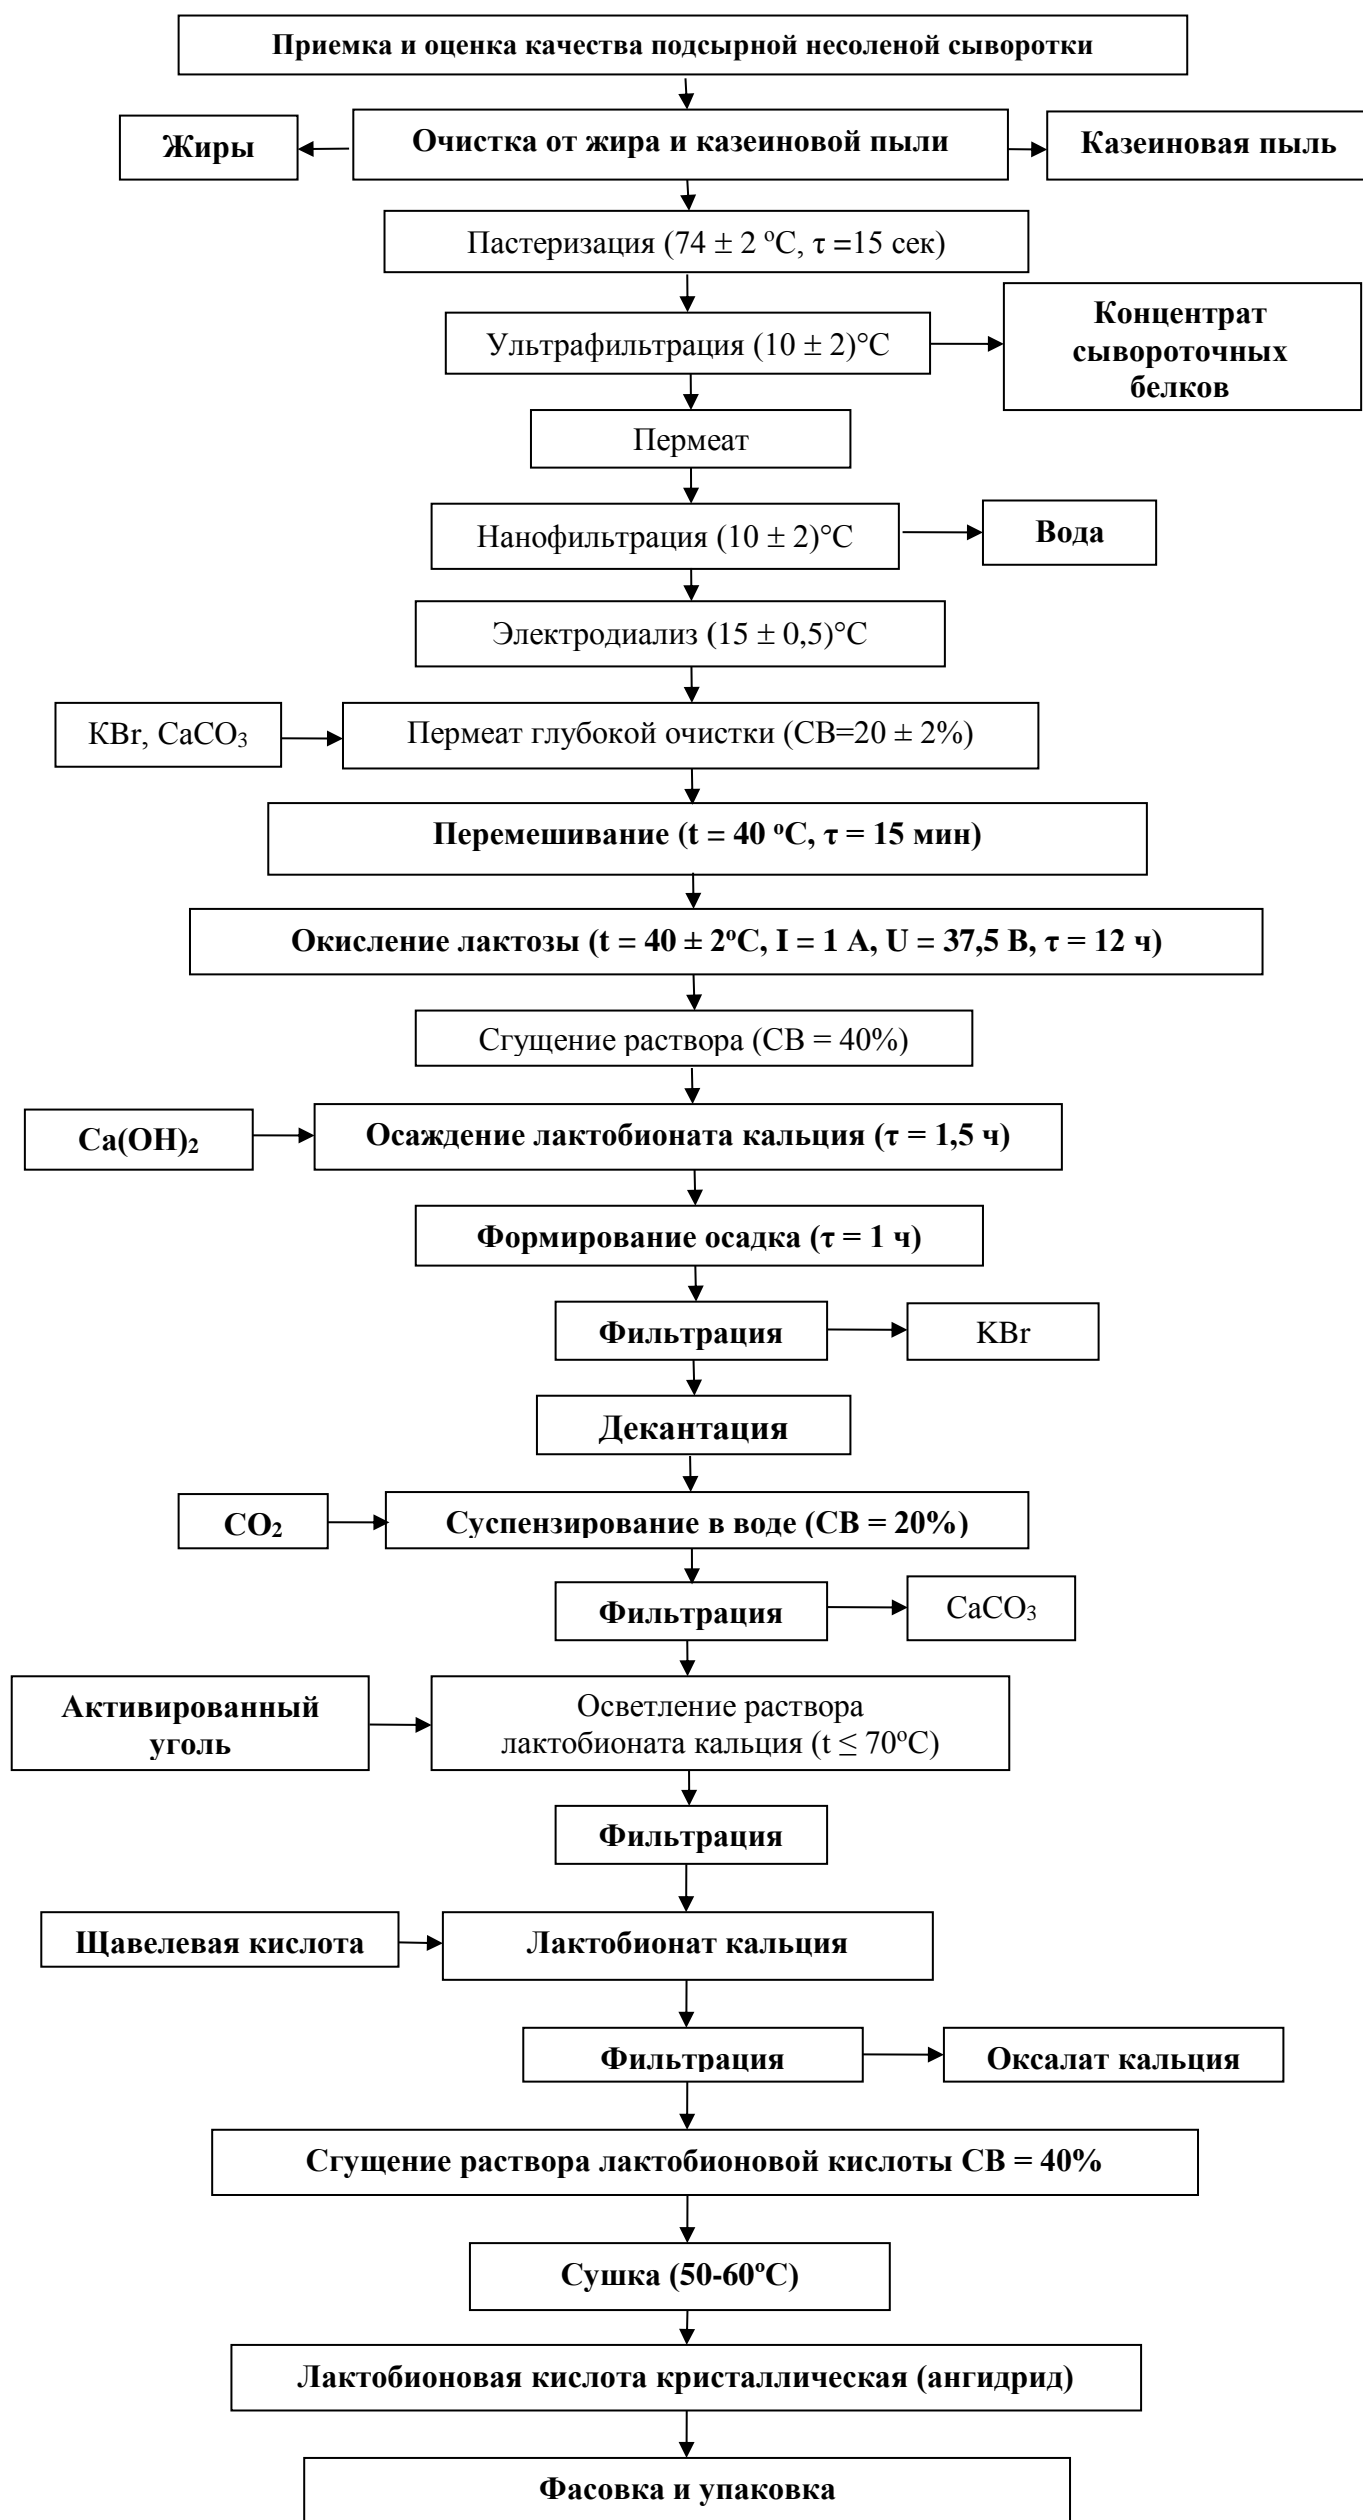 Приемка и оценка качества подсырной несоленой сыворотки
Жиры
Очистка от жира и казеиновой пыли
Казеиновая пыль
Пастеризация (74 ± 2 ºС, τ =15 сек)
Ультрафильтрация (10 ± 2)°С
Концентрат
сывороточных
белков
Пермеат
Нанофильтрация (10 ± 2)°С
Вода
Электродиализ (15 ± 0,5)°С
KBr, CaCO₃
Пермеат глубокой очистки (СВ=20 ± 2%)
Перемешивание (t = 40 ºС, τ = 15 мин)
Окисление лактозы (t = 40 ± 2ºС, I = 1 А, U = 37,5 В, τ = 12 ч)
Сгущение раствора (СВ = 40%)
Ca(OH)₂
Осаждение лактобионата кальция (τ = 1,5 ч)
Формирование осадка (τ = 1 ч)
Фильтрация
KBr
Декантация
CO₂
Суспензирование в воде (СВ = 20%)
Фильтрация
CaCO₃
Активированный
уголь
Осветление раствора
лактобионата кальция (t ≤ 70ºС)
Фильтрация
Щавелевая кислота
Лактобионат кальция
Фильтрация
Оксалат кальция
Сгущение раствора лактобионовой кислоты СВ = 40%
Сушка (50-60ºС)
Лактобионовая кислота кристаллическая (ангидрид)
Фасовка и упаковка